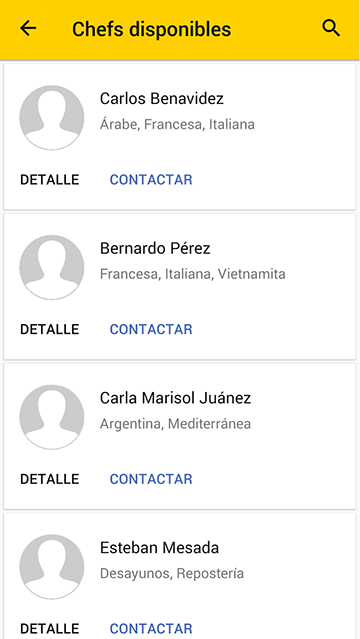 Chefs disponibles
Carlos Benavidez
Árabe, Francesa, Italiana
DETALLE CONTACTAR
Bernardo Pérez
Francesa, Italiana, Vietnamita
DETALLE CONTACTAR
Carla Marisol Juánez
Argentina, Mediterránea
DETALLE CONTACTAR
Esteban Mesada
Desayunos, Repostería
DETALLE CONTACTAR